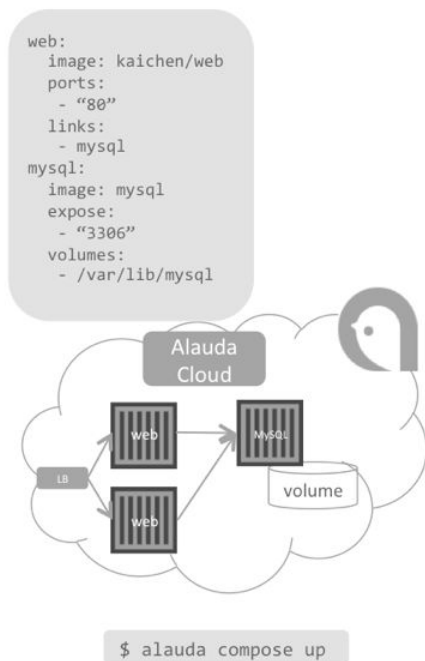 web:
  image: kaichen/web
  ports:
   - “80”
  links:
   - mysql
mysql:
  image: mysql
  expose:
   - “3306”
  volumes:
   - /var/lib/mysql
Alauda
Cloud
web
MySQL
LB
volume
web
$ alauda compose up